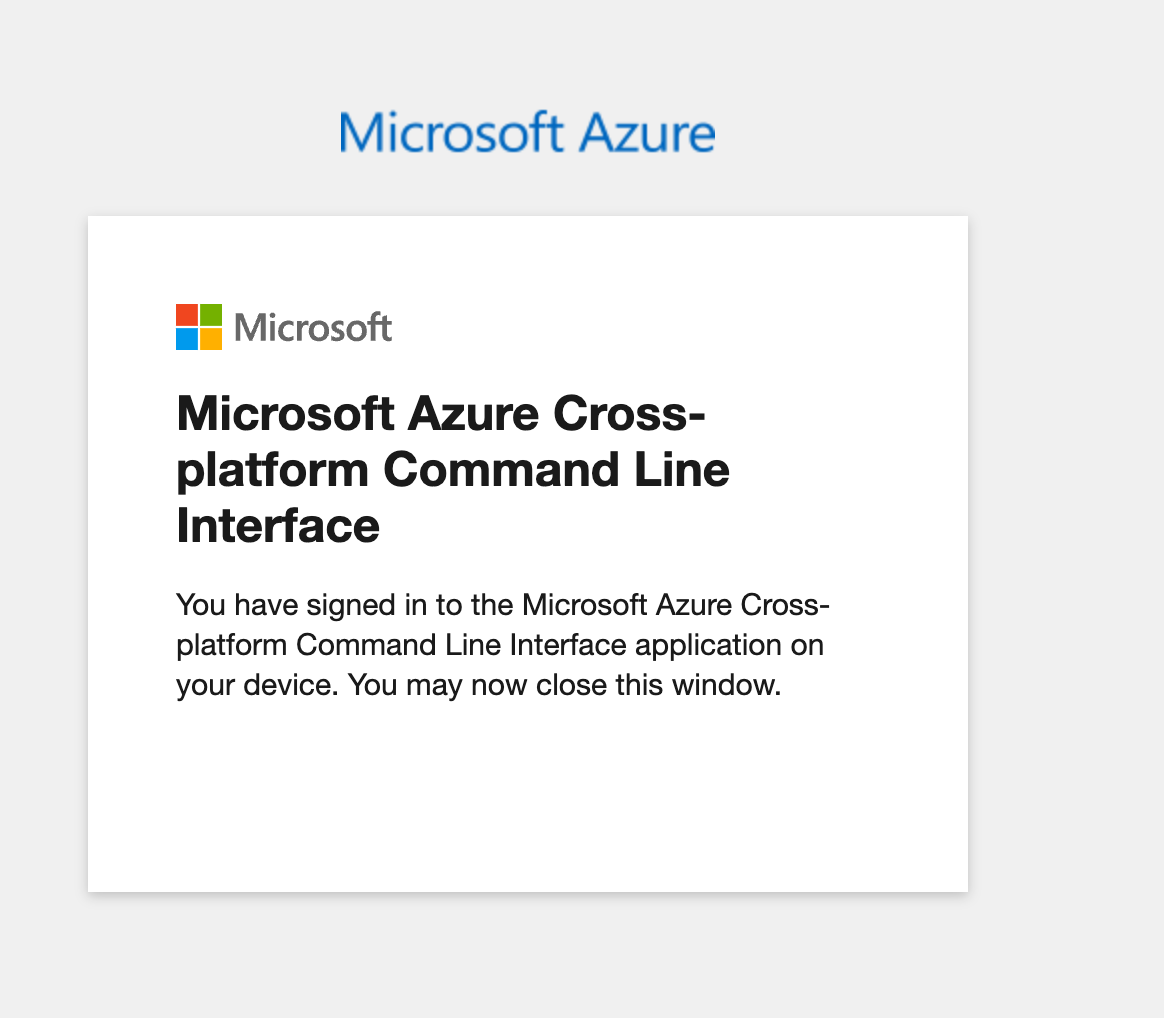 Microsoft Azure
Microsoft
Microsoft Azure Cross-
platform Command Line
Interface
You have signed in to the Microsoft Azure Cross-
platform Command Line Interface application on
your device. You may now close this window.